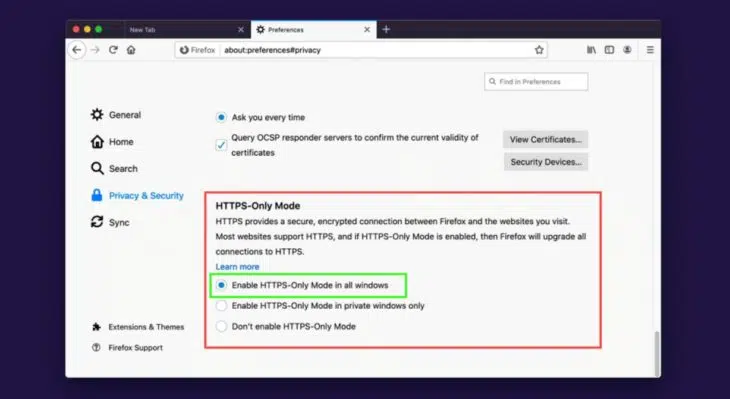 New Tab
Preferences
Firefox
about:preferences#privacy
Find in Preferences
General
Home
Search
Privacy & Security
Sync
Extensions & Themes
Firefox Support
Ask you every time
Query OCSP responder servers to confirm the current validity of
certificates
View Certificates...
Security Devices...
HTTPS-Only Mode
HTTPS provides a secure, encrypted connection between Firefox and the websites you visit.
Most websites support HTTPS, and if HTTPS-Only Mode is enabled, then Firefox will upgrade all
connections to HTTPS.
Learn more
Enable HTTPS-Only Mode in all windows
Enable HTTPS-Only Mode in private windows only
Don't enable HTTPS-Only Mode